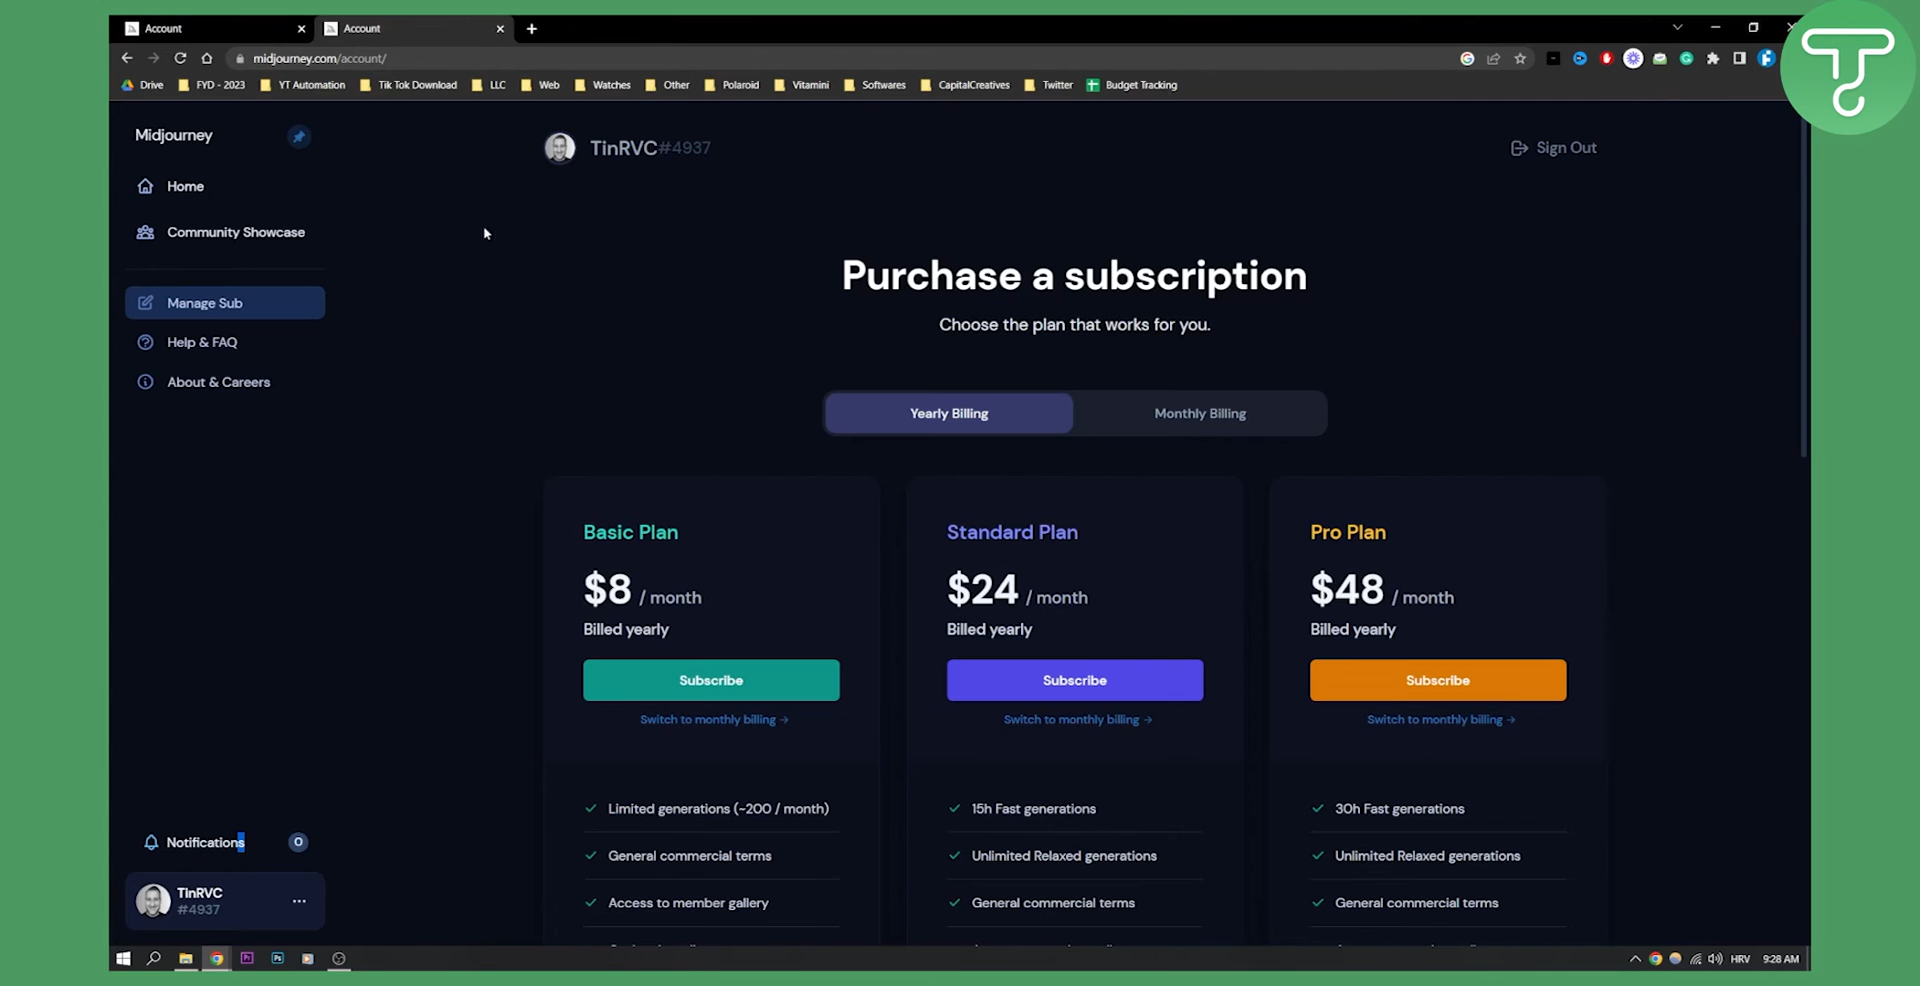 Account
Account
midjourney.com/account/
Drive
FYD - 2023
YT Automation
Tik Tok Download
LLC
Web
Watches
Other
Polaroid
Vitamini
Softwares
CapitalCreatives
Twitter
Budget Tracking
Midjourney
Home
Community Showcase
Manage Sub
Help & FAQ
About & Careers
Notifications
0
TinRVC
#4937
TinRVC#4937
Sign Out
Purchase a subscription
Choose the plan that works for you.
Yearly Billing
Monthly Billing
Basic Plan
$8 / month
Billed yearly
Subscribe
Switch to monthly billing →
Limited generations (~200 / month)
General commercial terms
Access to member gallery
Standard Plan
$24 / month
Billed yearly
Subscribe
Switch to monthly billing →
15h Fast generations
Unlimited Relaxed generations
General commercial terms
Pro Plan
$48 / month
Billed yearly
Subscribe
Switch to monthly billing →
30h Fast generations
Unlimited Relaxed generations
General commercial terms
Pr
Ps
HRV
9:28 AM